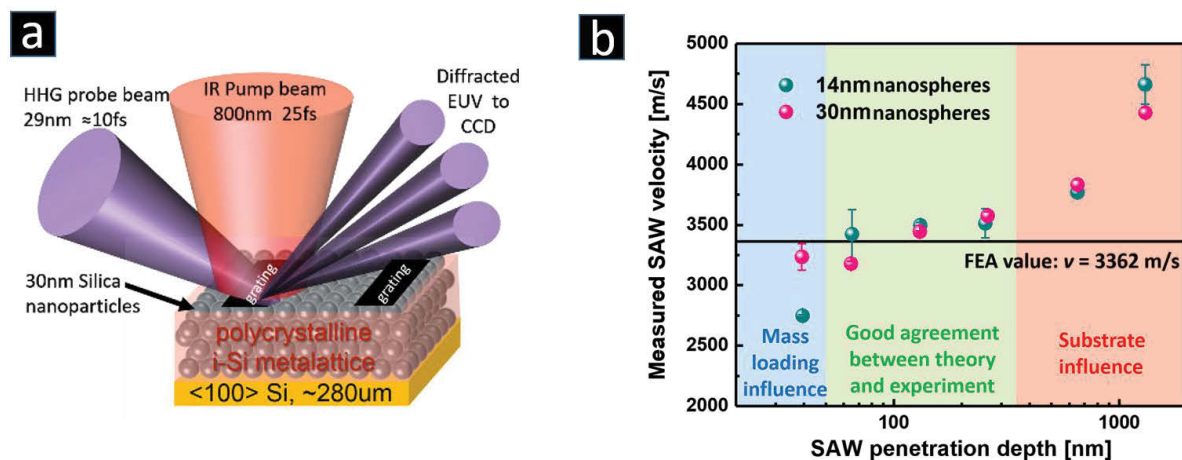 a
HHG probe beam
29nm ≈10fs
IR Pump beam
800nm 25fs
Diffracted
EUV to
CCD
grating
grating
30nm Silica
nanoparticles
polycrystalline
i-Si metalattice
<100> Si, ~280um
b
Measured SAW velocity [m/s]
5000
4500
4000
3500
3000
2500
2000
14nm nanospheres
30nm nanospheres
FEA value: v = 3362 m/s
Mass
loading
influence
Good agreement
between theory
and experiment
Substrate
influence
100
1000
SAW penetration depth [nm]